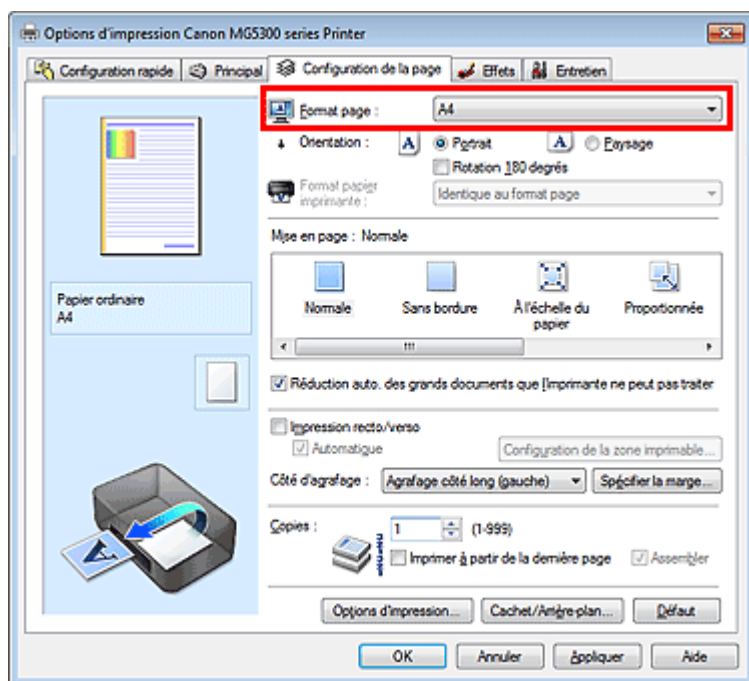 Options d'impression Canon MG5300 series Printer
Configuration rapide Principal Configuration de la page Effets Entretien
Format page : A4
Orientation : A Portrait A Paysage
Rotation 180 degrés
Format papier imprimante : Identique au format page
Mise en page : Normale
Normale Sans bordure À l'échelle du papier Proportionnée
Papier ordinaire
A4
Réduction auto. des grands documents que l'imprimante ne peut pas traiter
Impression recto/verso
Automatique Configuration de la zone imprimable...
Côté d'agrafage : Agrafage côté long (gauche) Spécifier la marge...
Copies : 1 (1-999)
Imprimer à partir de la dernière page Assembler
Options d'impression... Cachet/Arrière-plan... Défaut
OK Annuler Appliquer Aide